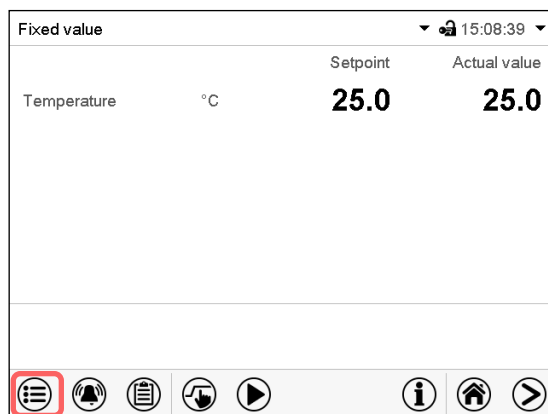 Fixed value 15:08:39
Setpoint Actual value
Temperature °C 25.0 25.0